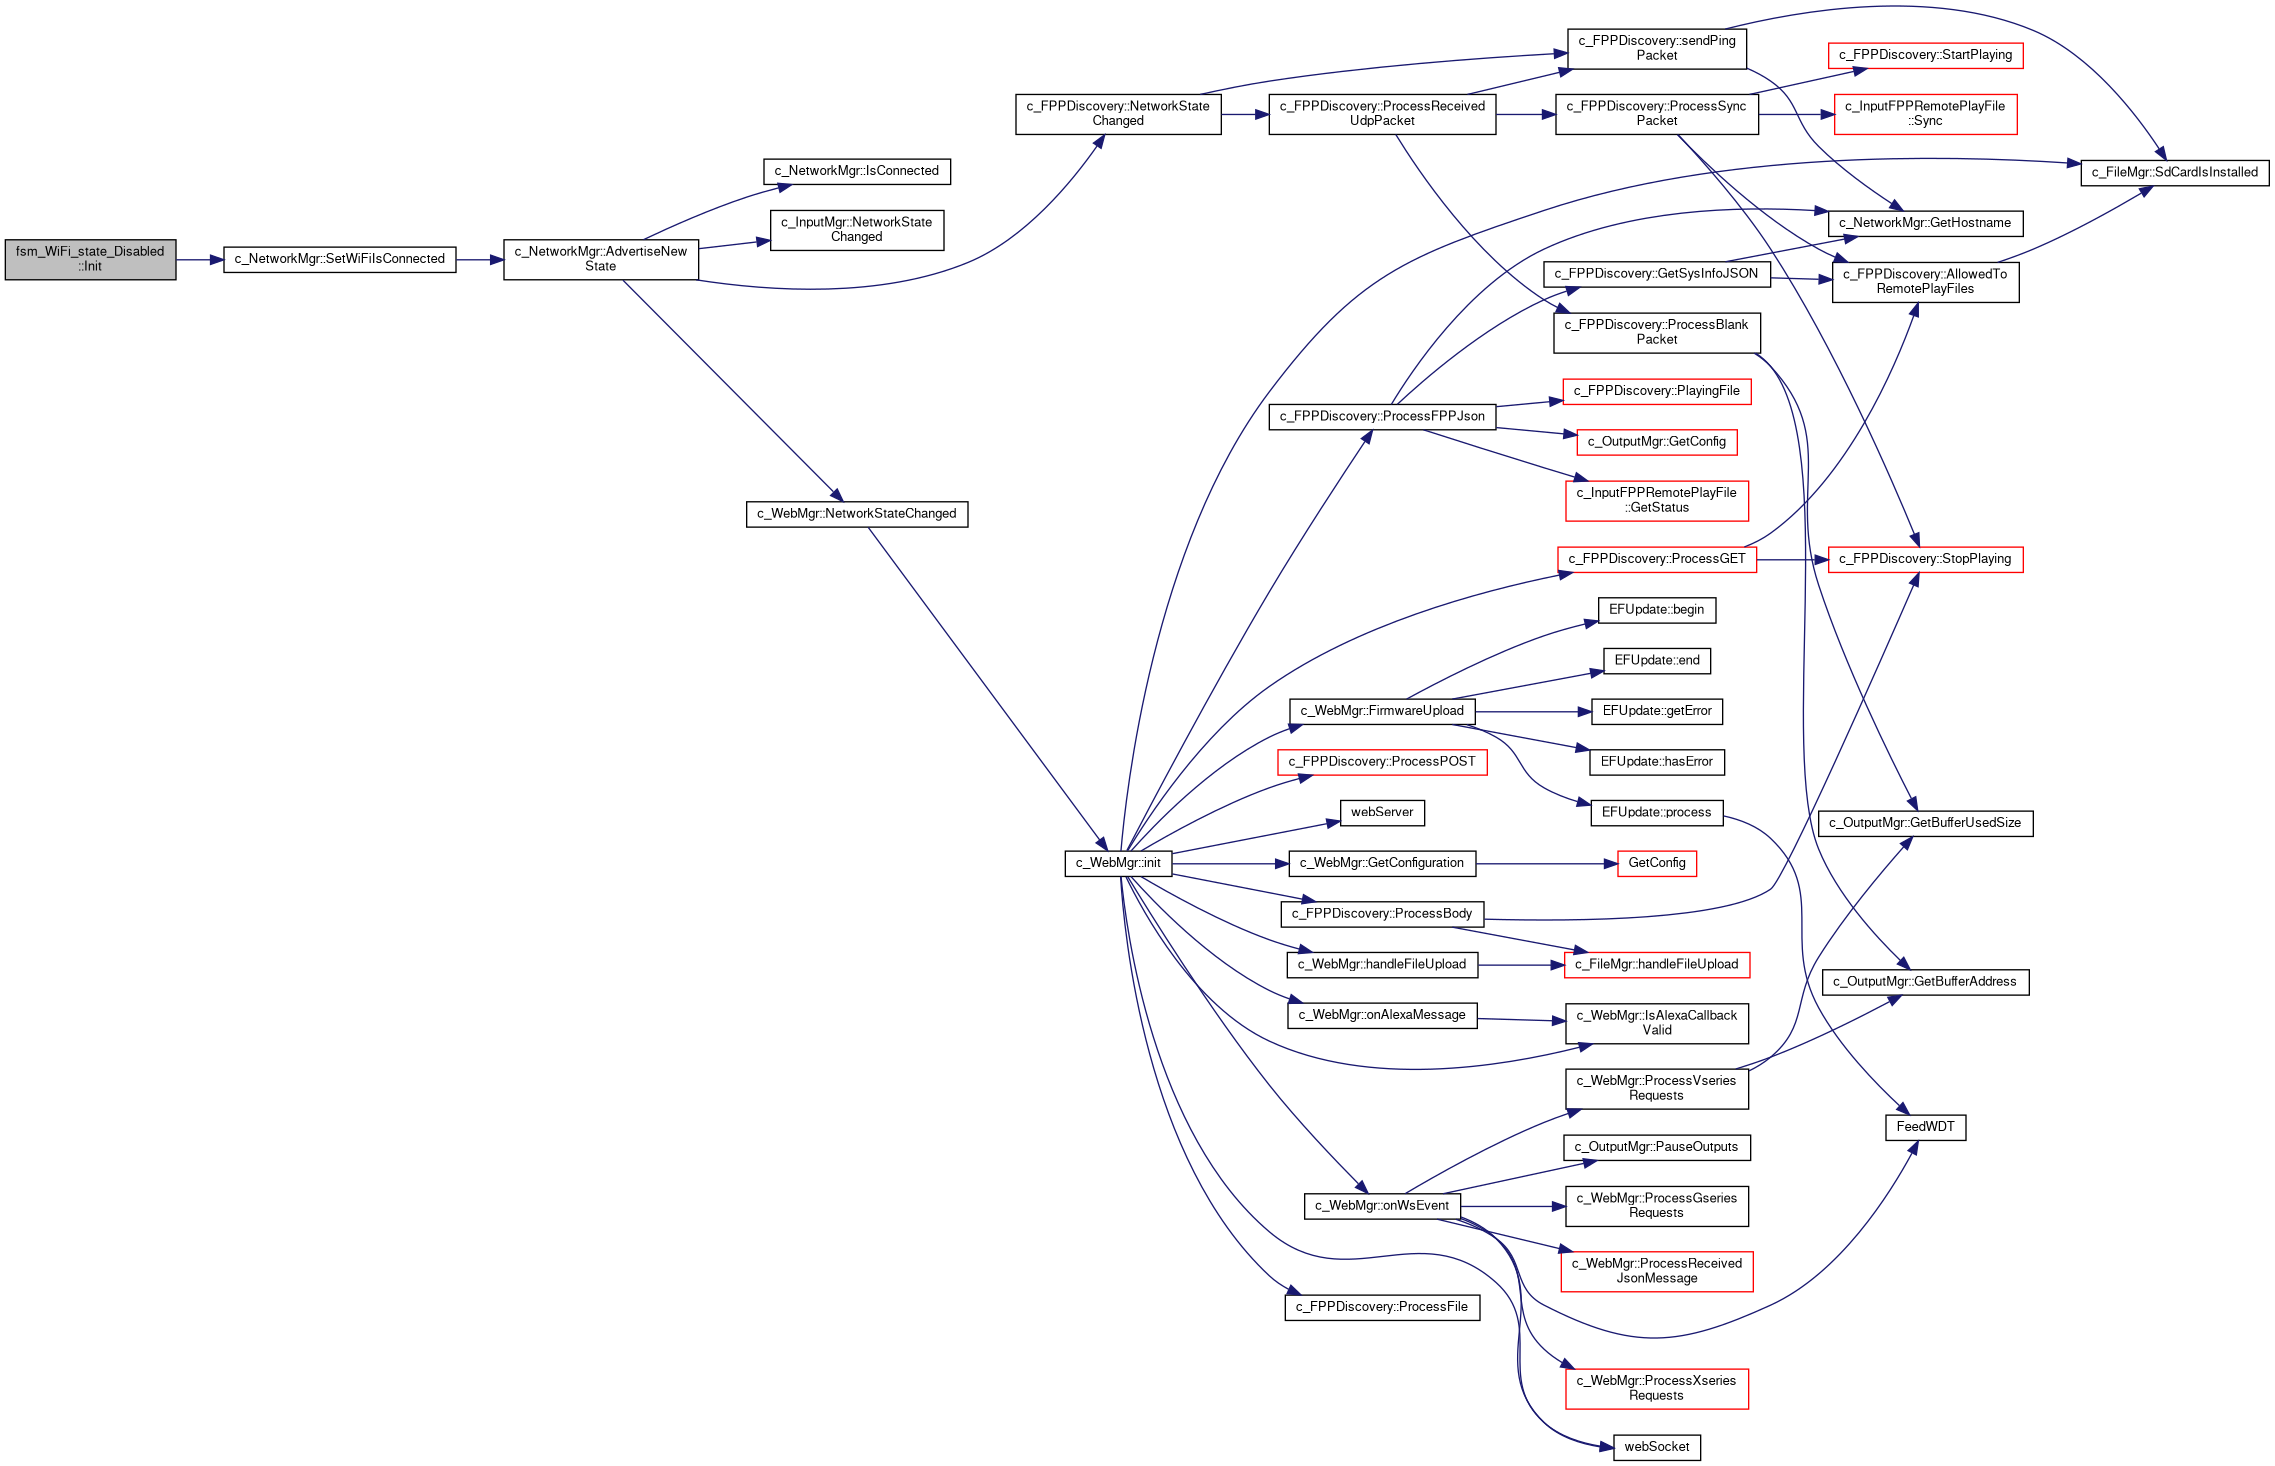 fsm_WiFi_state_Disabled
::Init
c_NetworkMgr::SetWiFiIsConnected
c_NetworkMgr::AdvertiseNew
State
c_NetworkMgr::IsConnected
c_InputMgr::NetworkState
Changed
c_FPPDiscovery::NetworkState
Changed
c_WebMgr::NetworkStateChanged
c_WebMgr::init
c_FPPDiscovery::ProcessReceived
UdpPacket
c_FPPDiscovery::ProcessFPPJson
c_WebMgr::FirmwareUpload
c_FPPDiscovery::ProcessPOST
webServer
c_WebMgr::GetConfiguration
c_FPPDiscovery::ProcessBody
c_WebMgr::handleFileUpload
c_WebMgr::onAlexaMessage
c_WebMgr::onWsEvent
c_FPPDiscovery::ProcessFile
c_FPPDiscovery::sendPing
Packet
c_FPPDiscovery::ProcessSync
Packet
c_FPPDiscovery::GetSysInfoJSON
c_FPPDiscovery::ProcessBlank
Packet
c_FPPDiscovery::PlayingFile
c_OutputMgr::GetConfig
c_InputFPPRemotePlayFile
::GetStatus
c_FPPDiscovery::ProcessGET
EFUpdate::begin
EFUpdate::end
EFUpdate::getError
EFUpdate::hasError
EFUpdate::process
GetConfig
c_FileMgr::handleFileUpload
c_WebMgr::IsAlexaCallback
Valid
c_WebMgr::ProcessVseries
Requests
c_OutputMgr::PauseOutputs
c_WebMgr::ProcessGseries
Requests
c_WebMgr::ProcessReceived
JsonMessage
c_WebMgr::ProcessXseries
Requests
webSocket
c_FPPDiscovery::StartPlaying
c_InputFPPRemotePlayFile
::Sync
c_NetworkMgr::GetHostname
c_FPPDiscovery::AllowedTo
RemotePlayFiles
c_FPPDiscovery::StopPlaying
c_OutputMgr::GetBufferUsedSize
c_OutputMgr::GetBufferAddress
FeedWDT
c_FileMgr::SdCardIsInstalled